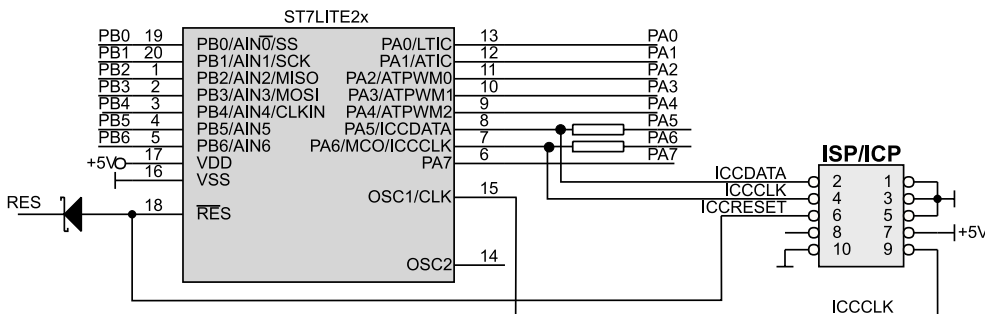 ST7LITE2x
PB0 19 PB0/AIN0/SS PA0/LTIC 13 PA0
PB1 20 PB1/AIN1/SCK PA1/ATIC 12 PA1
PB2 1 PB2/AIN2/MISO PA2/ATPWM0 11 PA2
PB3 2 PB3/AIN3/MOSI PA3/ATPWM1 10 PA3
PB4 3 PB4/AIN4/CLKIN PA4/ATPWM2 9 PA4
PB5 4 PB5/AIN5 PA5/ICCDATA 8 PA5
PB6 5 PB6/AIN6 PA6/MCO/ICCCLK 7 PA6
+5V 17 VDD PA7 6 PA7
16 VSS
ISP/ICP
ICCDATA 2 1
ICCCLK 4 3
ICCRESET 6 5
8 7 +5V
10 9
OSC1/CLK 15
RES 18 RES
OSC2 14
ICCCLK